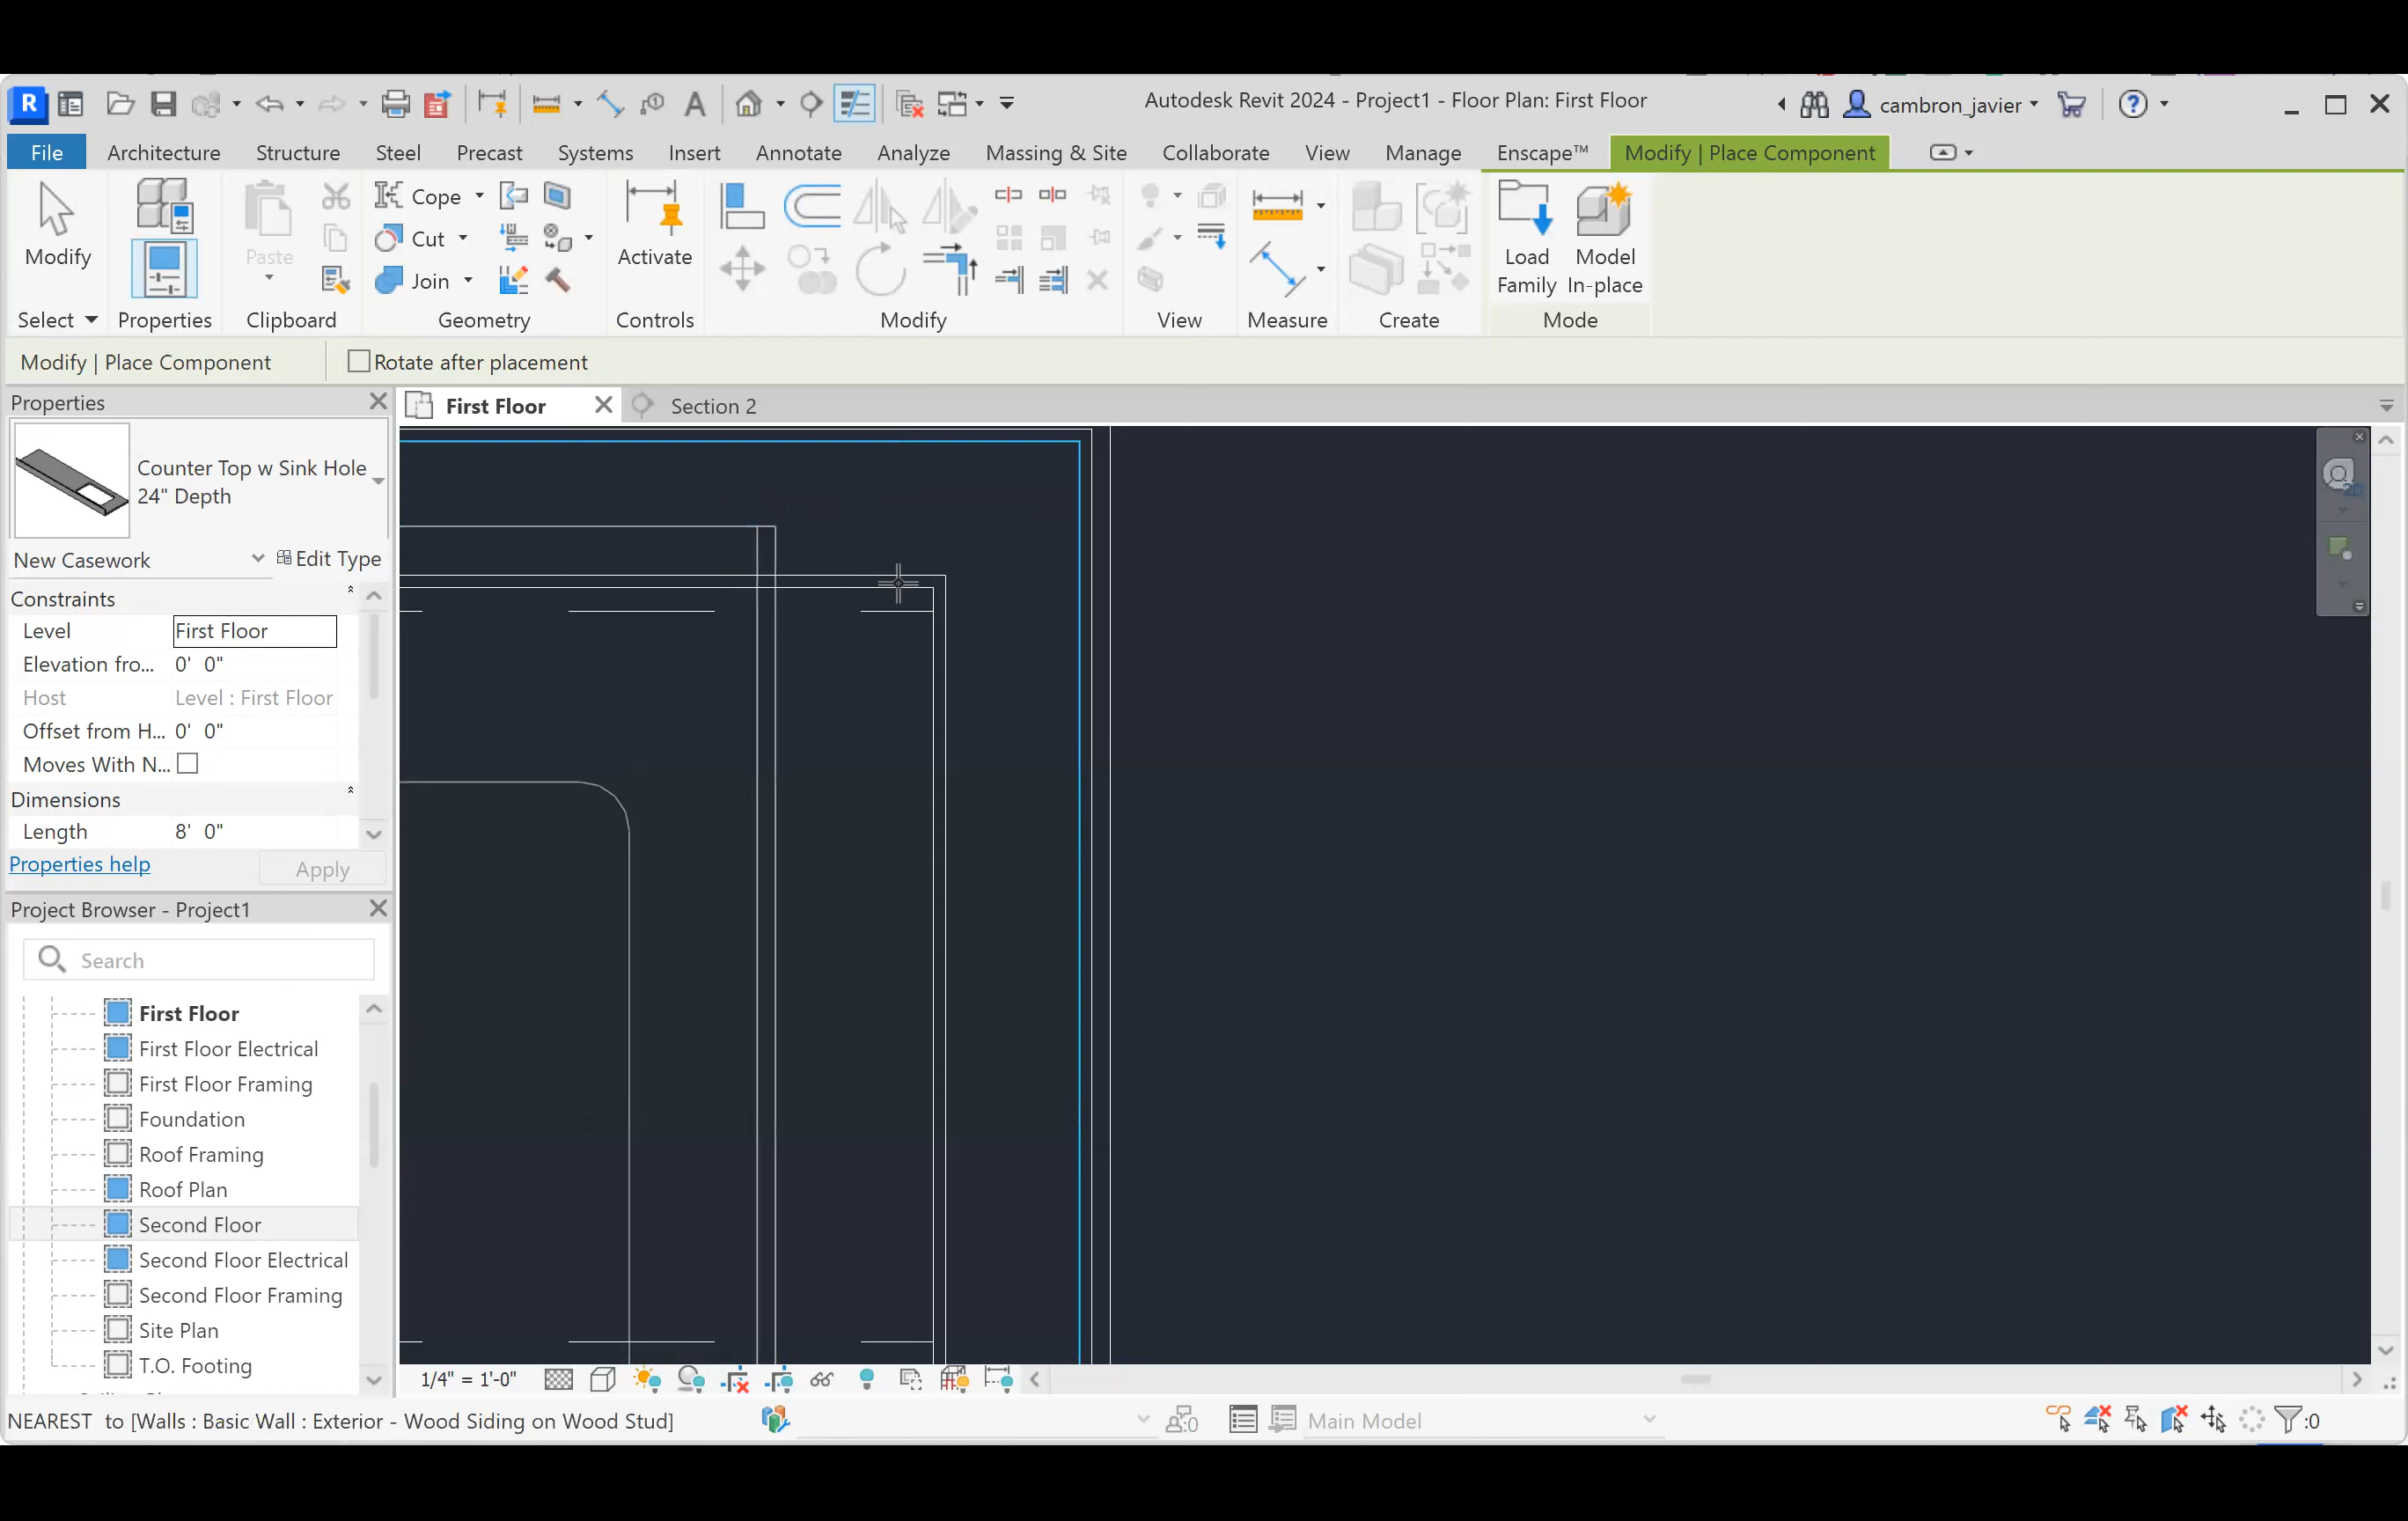 R
Autodesk Revit 2024 - Project1 - Floor Plan: First Floor
cambron_javier
File Architecture Structure Steel Precast Systems Insert Annotate Analyze Massing & Site Collaborate View Manage Enscape™ Modify | Place Component
Modify
Paste
Cope
Cut
Join
Activate
Load
Family
Model
In-place
Select Properties Clipboard Geometry Controls Modify View Measure Create Mode
Modify | Place Component
Rotate after placement
Properties
First Floor
Section 2
Counter Top w Sink Hole
24" Depth
New Casework
Edit Type
Constraints
Level First Floor
Elevation fro... 0' 0"
Host Level : First Floor
Offset from H... 0' 0"
Moves With N...
Dimensions
Length 8' 0"
Properties help
Apply
Project Browser - Project1
Search
First Floor
First Floor Electrical
First Floor Framing
Foundation
Roof Framing
Roof Plan
Second Floor
Second Floor Electrical
Second Floor Framing
Site Plan
T.O. Footing
1/4" = 1'-0"
NEAREST to [Walls : Basic Wall : Exterior - Wood Siding on Wood Stud]
:0
Main Model
:0